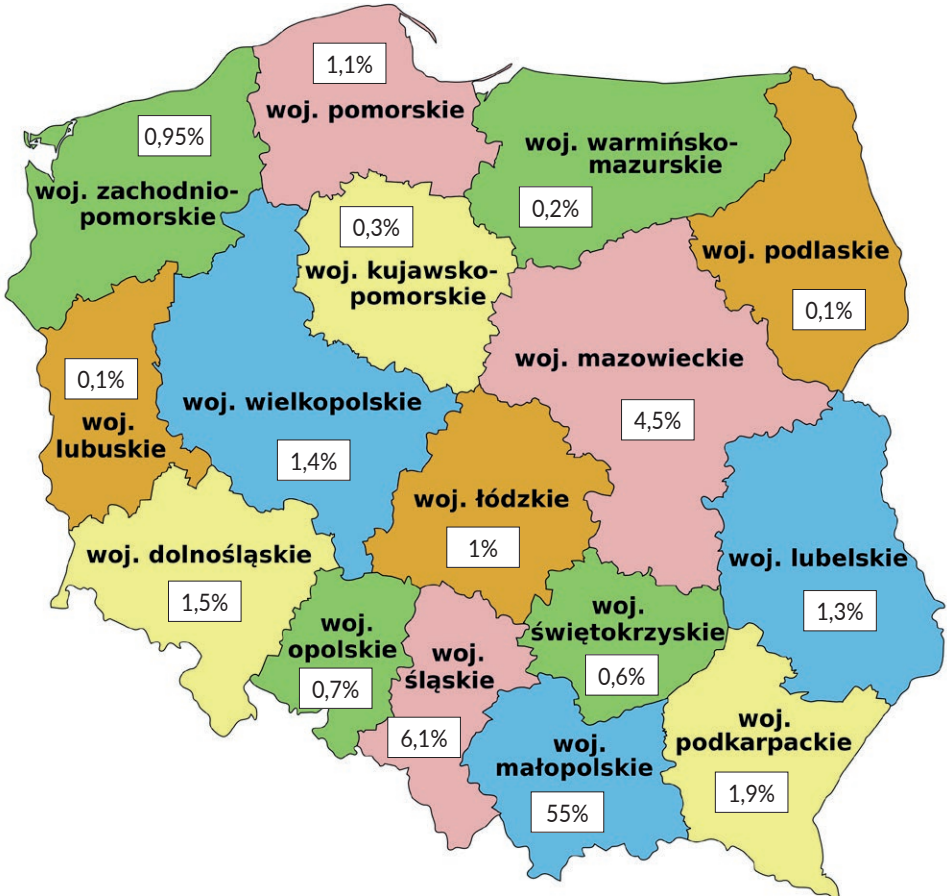 1,1%
woj. pomorskie
0,95%
woj. zachodnio-
pomorskie
woj. warmińsko-
mazurskie
0,2%
0,3%
woj. kujawsko-
pomorskie
woj. podlaskie
0,1%
0,1%
woj.
lubuskie
woj. wielkopolskie
1,4%
woj. mazowieckie
4,5%
woj. łódzkie
1%
woj. dolnośląskie
1,5%
woj. lubelskie
1,3%
woj.
opolskie
0,7%
woj.
śląskie
6,1%
woj.
świętokrzyskie
0,6%
woj.
małopolskie
55%
woj.
podkarpackie
1,9%